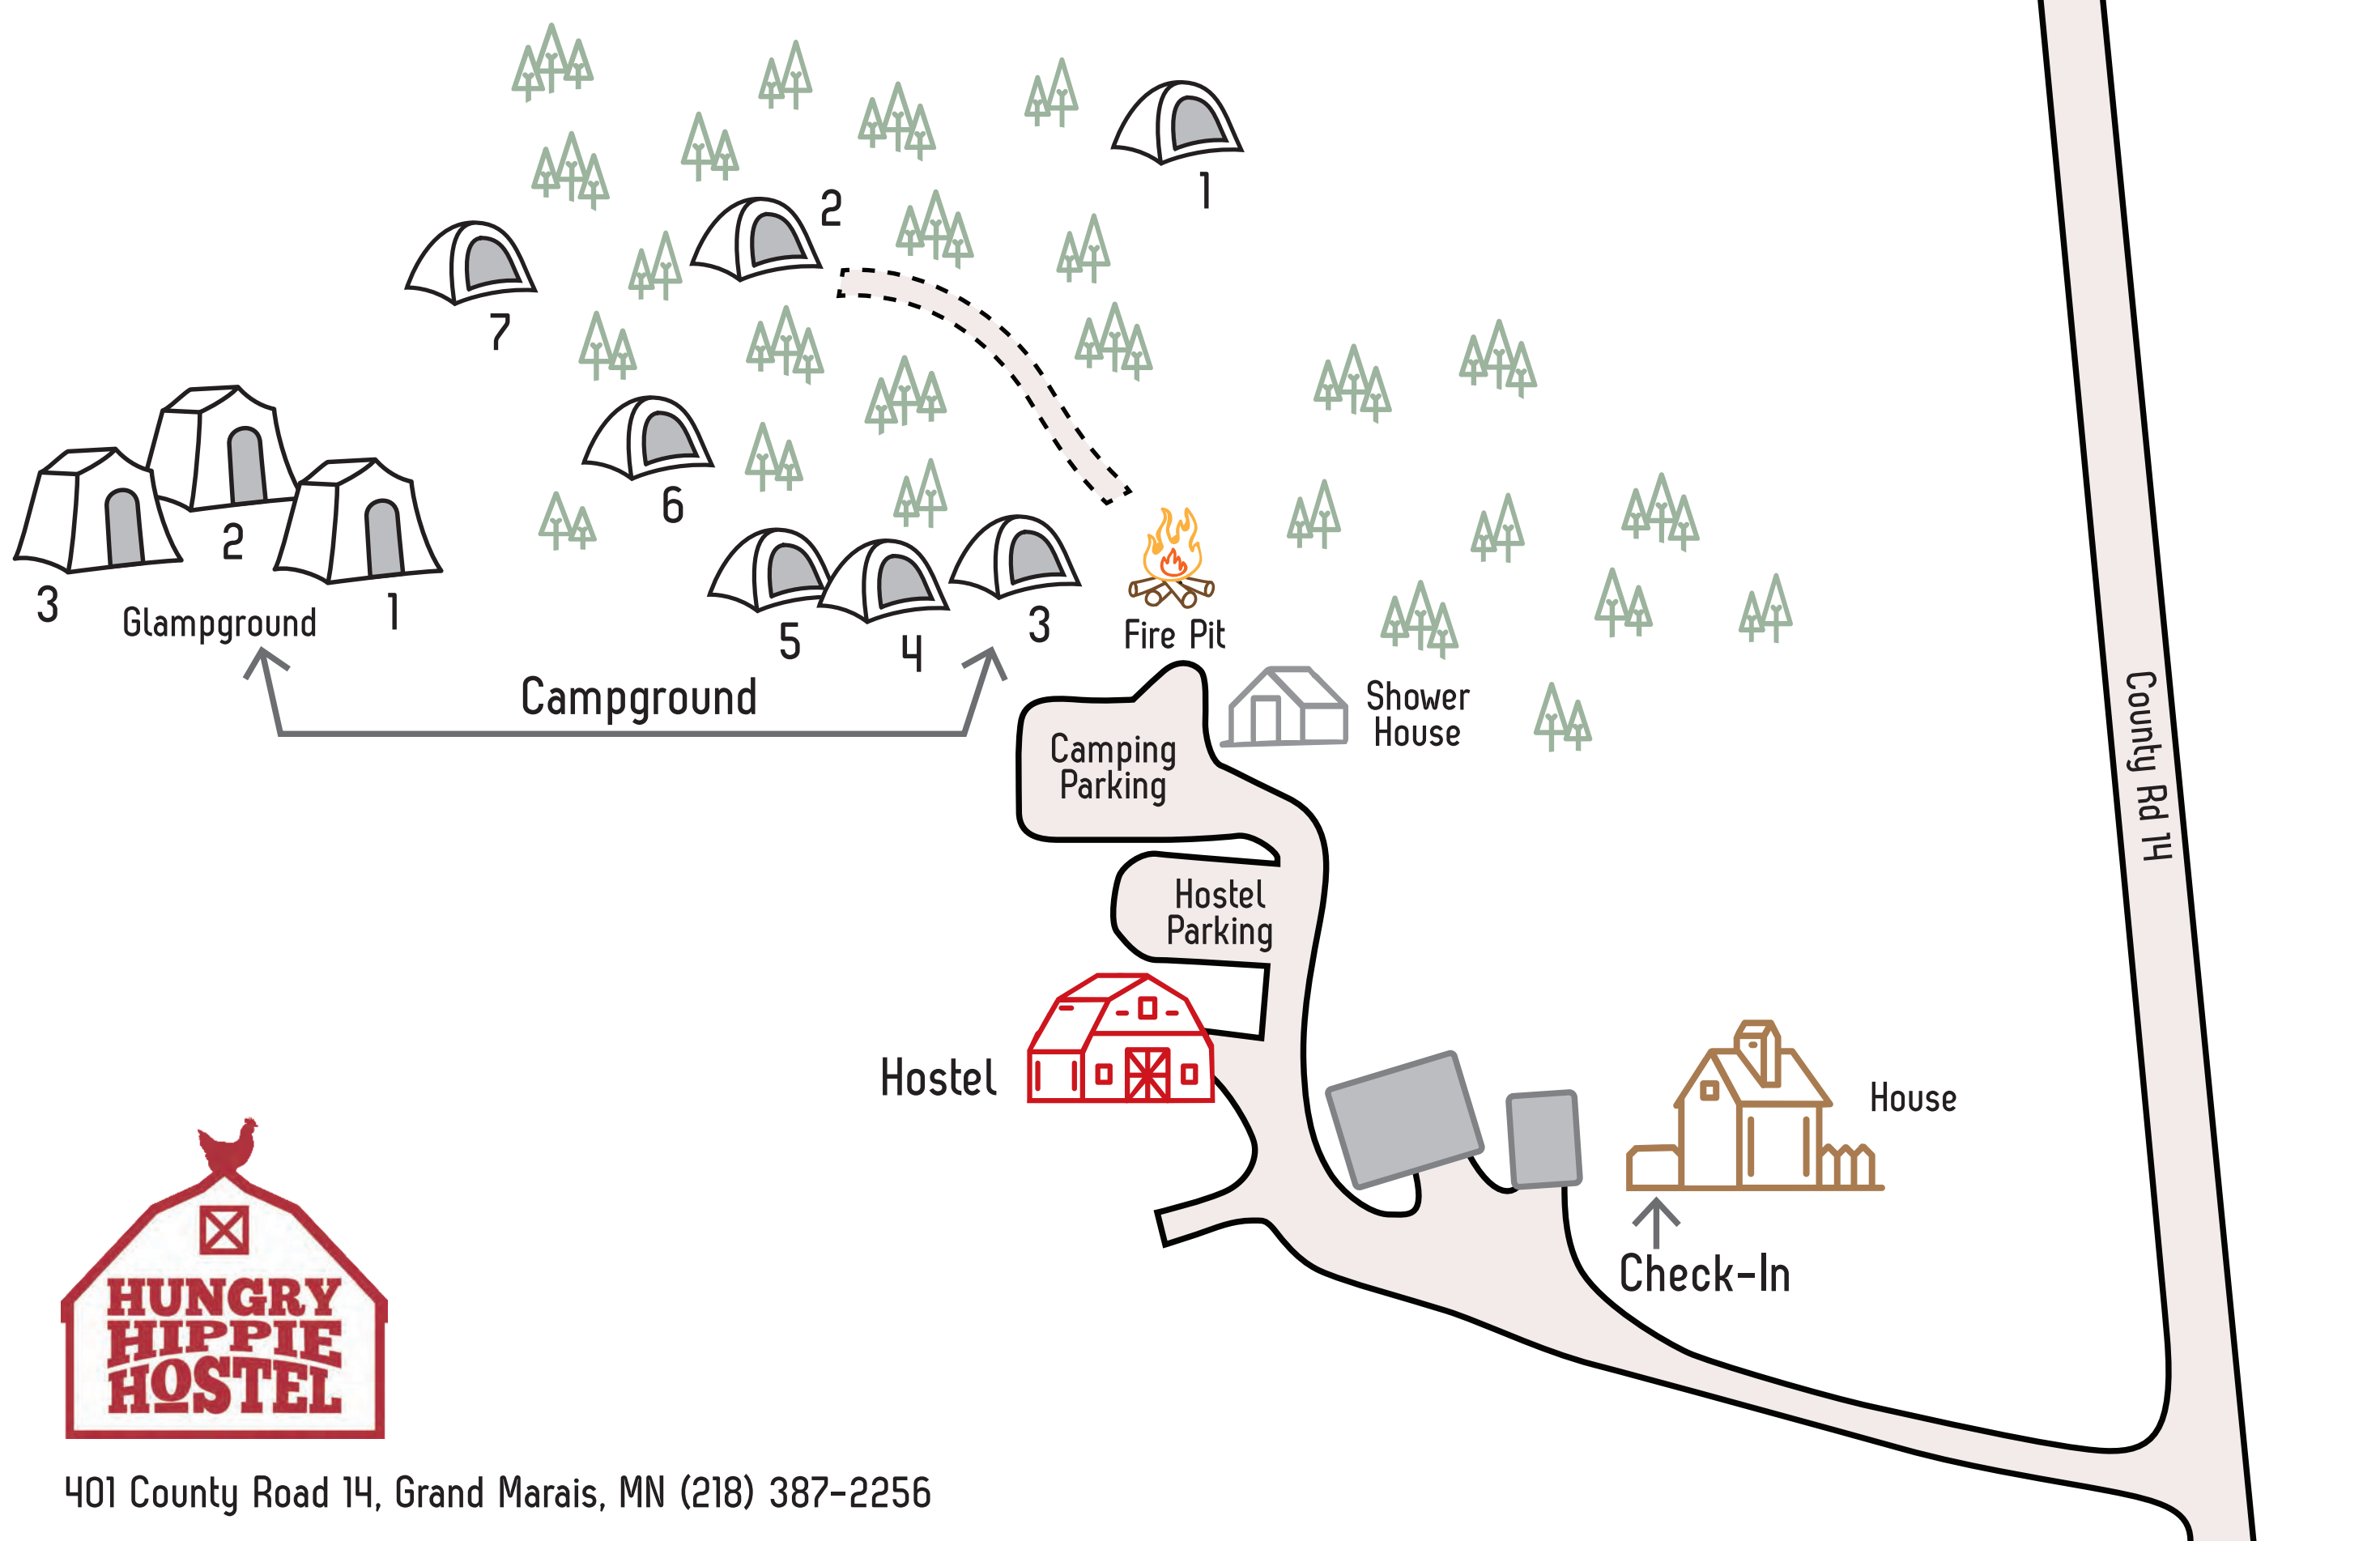 1
2
7
6
3
2
1
Glampground
5
4
3
Fire Pit
Campground
Shower
House
Camping
Parking
County Rd 14
Hostel
Parking
Hostel
House
Check-In
HUNGRY
HIPPIE
HOSTEL
401 County Road 14, Grand Marais, MN (218) 387-2256